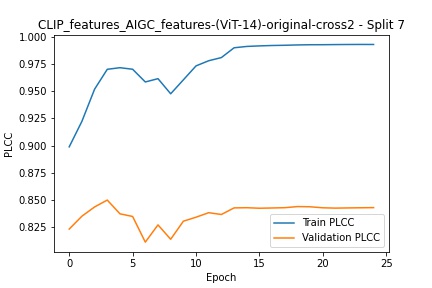 CLIP_features_AIGC_features-(ViT-14)-original-cross2 - Split 7
1.000
0.975
0.950
0.925
0.900
0.875
0.850
0.825
PLCC
Train PLCC
Validation PLCC
0 5 10 15 20 25
Epoch